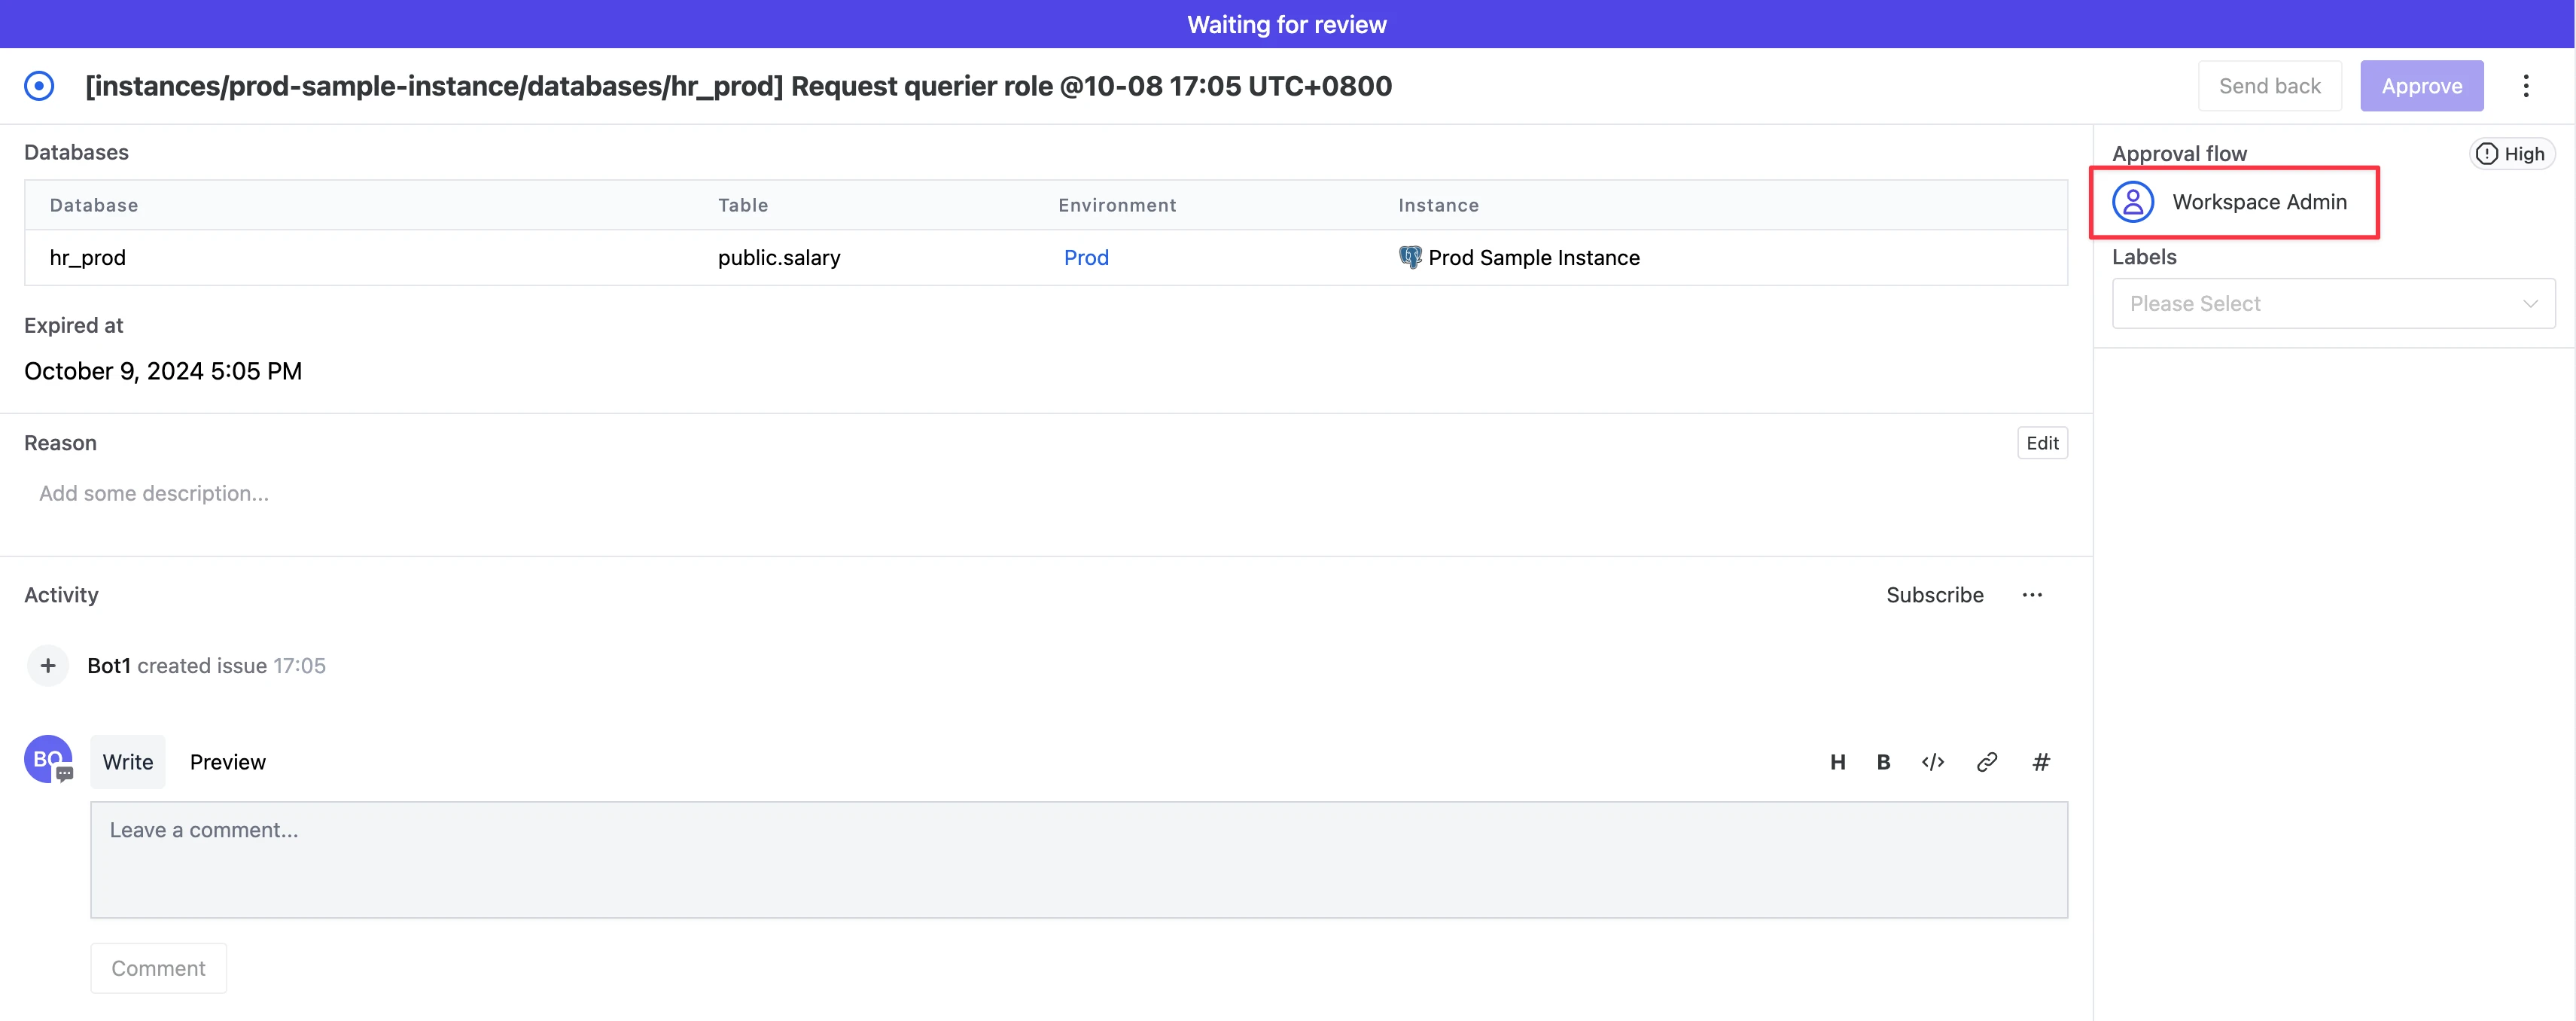 Waiting for review
[instances/prod-sample-instance/databases/hr_prod] Request querier role @10-08 17:05 UTC+0800
Send back
Approve
Databases
Database Table Environment Instance
hr_prod public.salary Prod Prod Sample Instance
Expired at
October 9, 2024 5:05 PM
Reason
Edit
Add some description...
Activity
Subscribe
Bot1 created issue 17:05
BO
Write
Preview
H B </> #
Leave a comment...
Comment
Approval flow
High
Workspace Admin
Labels
Please Select